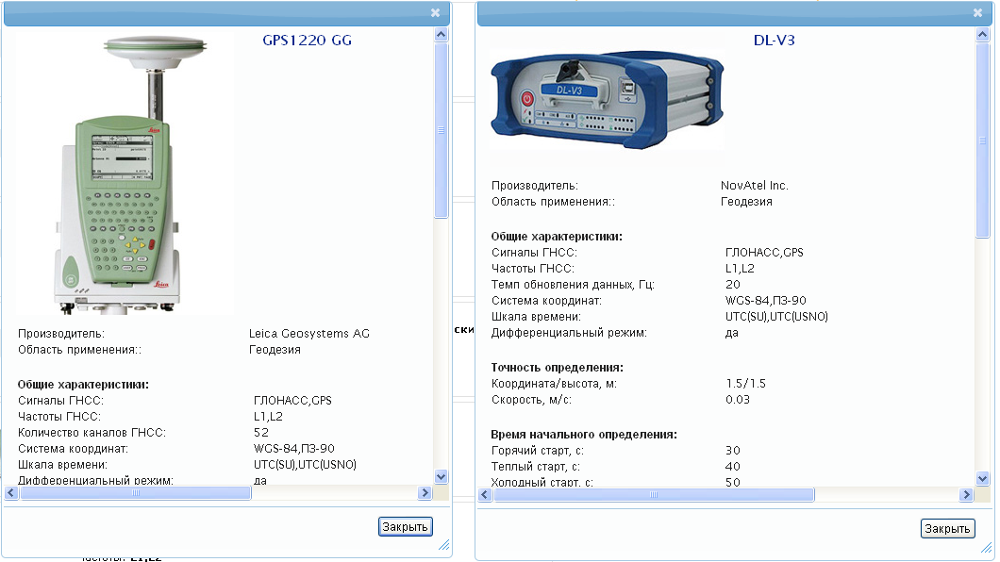 GPS1220 GG
Leica
Leica
Производитель: Leica Geosystems AG
Область применения:: Геодезия
Общие характеристики:
Сигналы ГНСС: ГЛОНАСС,GPS
Частоты ГНСС: L1,L2
Количество каналов ГНСС: 52
Система координат: WGS-84,ПЗ-90
Шкала времени: UTC(SU),UTC(USNO)
Дифференциальный режим: да
Закрыть
Частоты: L1,L2
ски
DL-V3
DL-V3
Производитель: NovAtel Inc.
Область применения:: Геодезия
Общие характеристики:
Сигналы ГНСС: ГЛОНАСС,GPS
Частоты ГНСС: L1,L2
Темп обновления данных, Гц: 20
Система координат: WGS-84,ПЗ-90
Шкала времени: UTC(SU),UTC(USNO)
Дифференциальный режим: да
Точность определения:
Координата/высота, м: 1.5/1.5
Скорость, м/с: 0.03
Время начального определения:
Горячий старт, с: 30
Теплый старт, с: 40
Холодный старт, с: 50
Закрыть